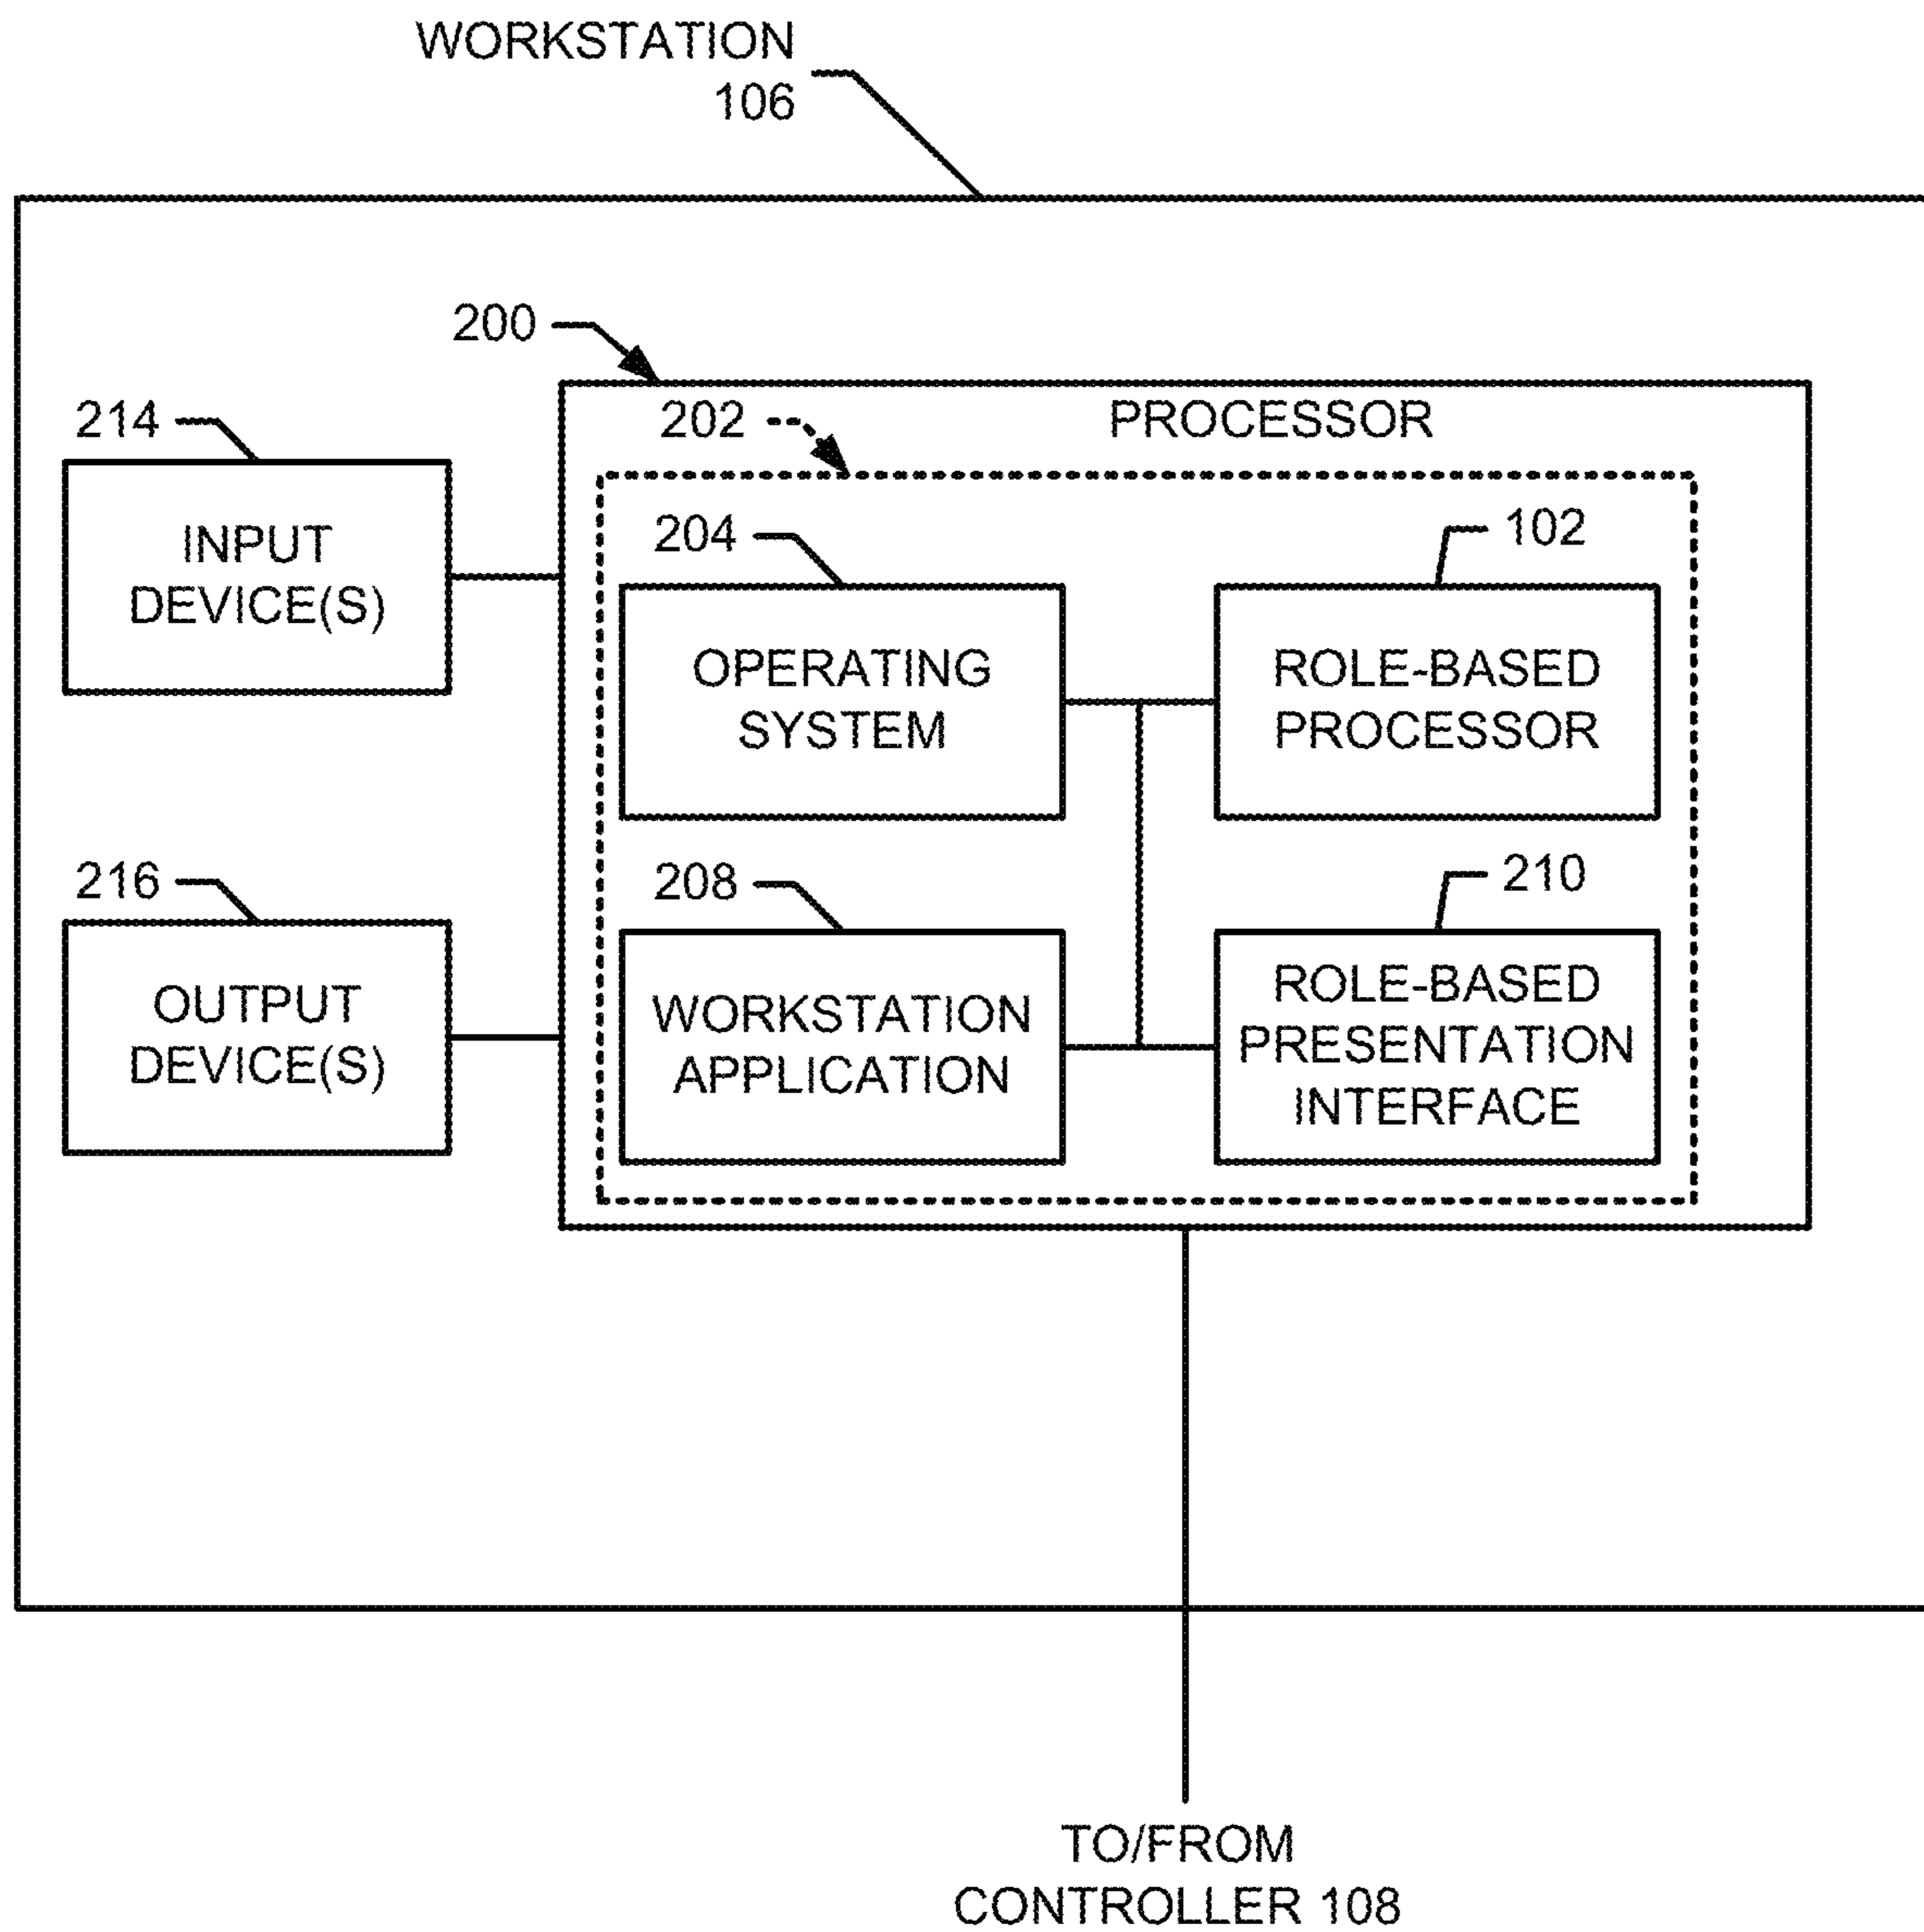 WORKSTATION
106
200
PROCESSOR
214
202
INPUT
DEVICE(S)
204
102
OPERATING
SYSTEM
ROLE-BASED
PROCESSOR
216
208
210
OUTPUT
DEVICE(S)
WORKSTATION
APPLICATION
ROLE-BASED
PRESENTATION
INTERFACE
TO/FROM
CONTROLLER 108